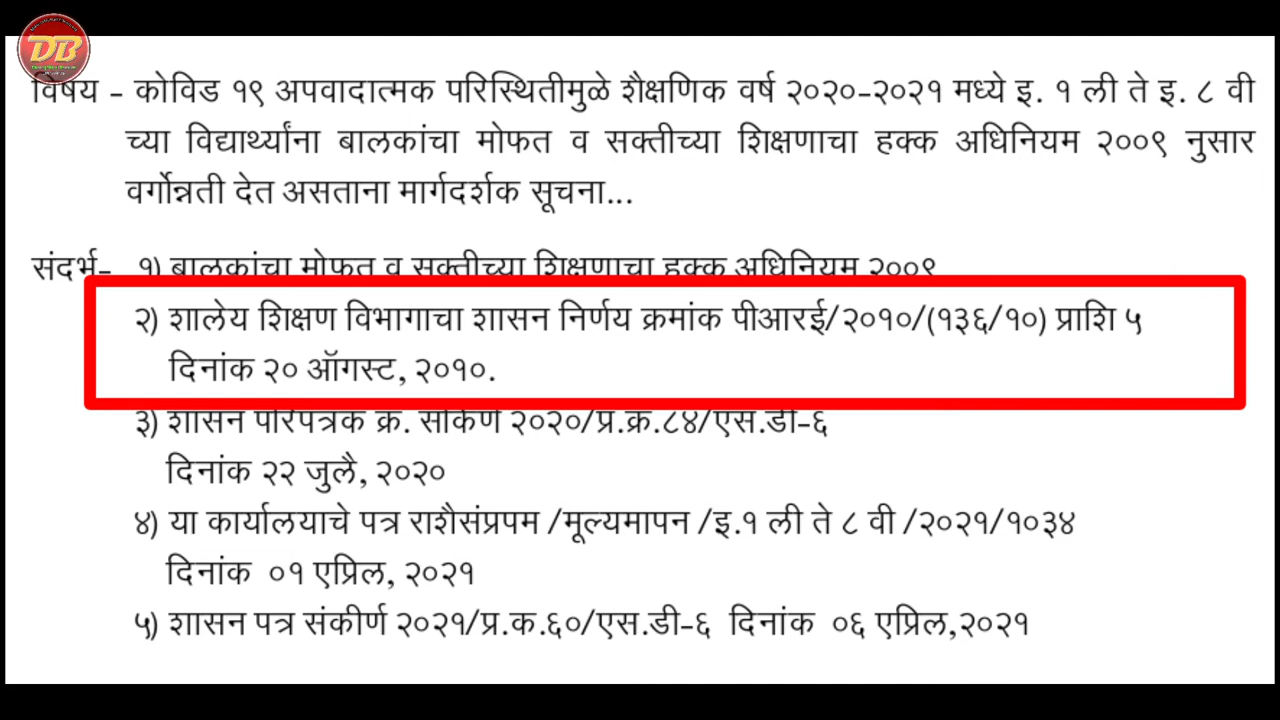 DB
विषय - कोविड १९ अपवादात्मक परिस्थितीमुळे शैक्षणिक वर्ष २०२०-२०२१ मध्ये इ. १ ली ते इ. ८ वी
च्या विद्यार्थ्यांना बालकांचा मोफत व सक्तीच्या शिक्षणाचा हक्क अधिनियम २००९ नुसार
वर्गोन्नती देत असताना मार्गदर्शक सूचना...
संदर्भ- १) बालकांचा मोफत व सक्तीच्या शिक्षणाचा हक्क अधिनियम २००९
२) शालेय शिक्षण विभागाचा शासन निर्णय क्रमांक पीआरई/२०१०/(१३६/१०) प्राशि ५
दिनांक २० ऑगस्ट, २०१०.
३) शासन परिपत्रक क्र. संकिर्ण २०२०/प्र.क्र.८४/एस.डी-६
दिनांक २२ जुलै, २०२०
४) या कार्यालयाचे पत्र राशैसंप्रपम /मूल्यमापन /इ.१ ली ते ८ वी /२०२१/१०३४
दिनांक ०१ एप्रिल, २०२१
५) शासन पत्र संकीर्ण २०२१/प्र.क.६०/एस.डी-६ दिनांक ०६ एप्रिल,२०२१